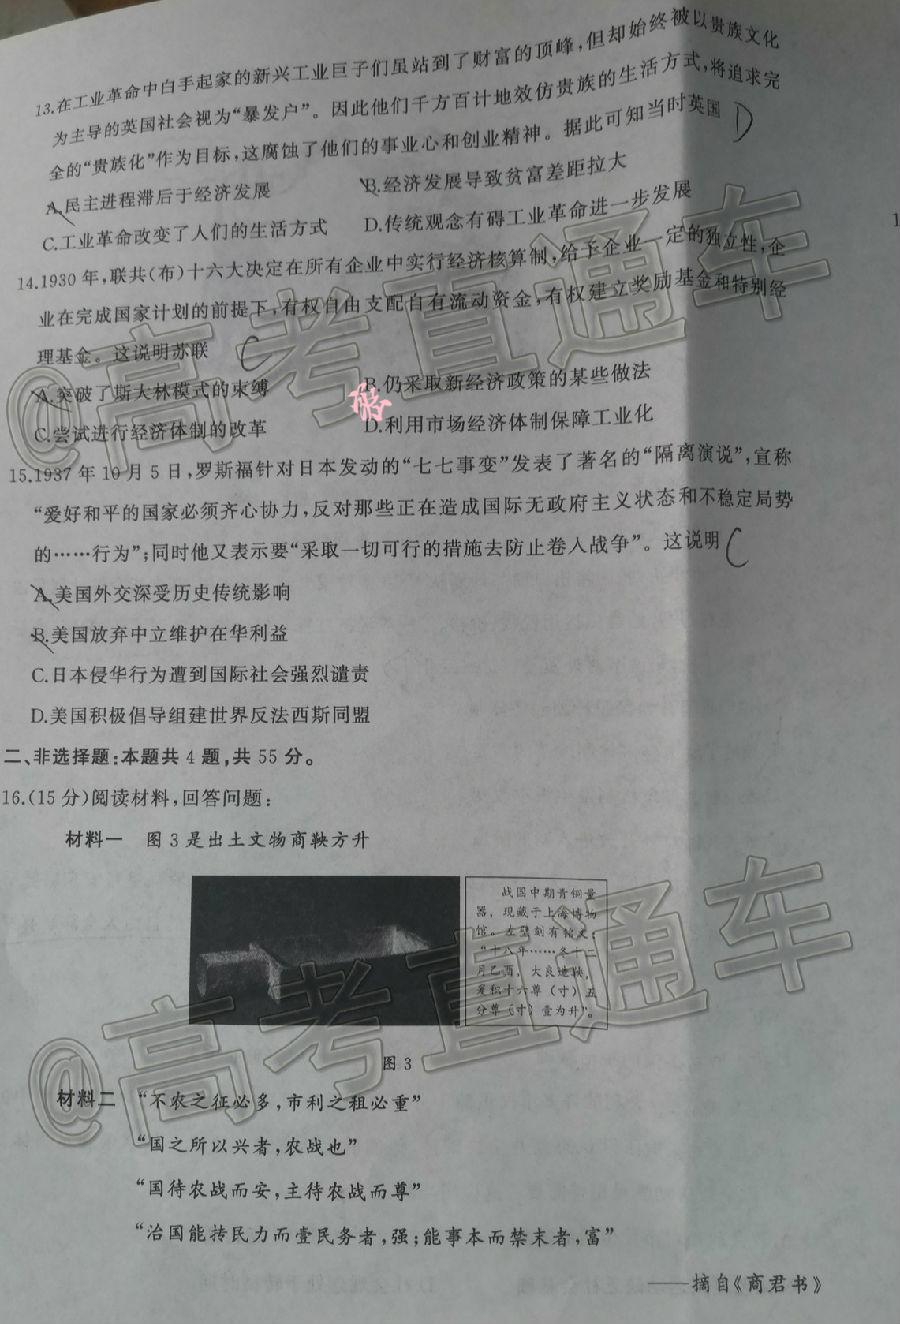 13.在工业革命中白手起家的新兴工业巨子们虽站到了财富的顶峰,但却始终被以贵族文化
为主导的英国社会视为“暴发户”。因此他们千方百计地效仿贵族的生活方式,将追求完
全的“贵族化”作为目标,这腐蚀了他们的事业心和创业精神。据此可知当时英国 D
A.民主进程滞后于经济发展 B.经济发展导致贫富差距拉大
C.工业革命改变了人们的生活方式 D.传统观念有碍工业革命进一步发展
14.1930年,联共(布)十六大决定在所有企业中实行经济核算制,给予企业一定的独立性,企
业在完成国家计划的前提下,有权自由支配自有流动资金,有权建立奖励基金和特别经
理基金。这说明苏联 C
A.突破了斯大林模式的束缚 B.仍采取新经济政策的某些做法
C.尝试进行经济体制的改革 D.利用市场经济体制保障工业化
15.1937年10月5日,罗斯福针对日本发动的“七七事变”发表了著名的“隔离演说”,宣称
“爱好和平的国家必须齐心协力,反对那些正在造成国际无政府主义状态和不稳定局势
的……行为”;同时他又表示要“采取一切可行的措施去防止卷入战争”。这说明 C
A.美国外交深受历史传统影响
B.美国放弃中立维护在华利益
C.日本侵华行为遭到国际社会强烈谴责
D.美国积极倡导组建世界反法西斯同盟
二、非选择题:本题共4题,共55分。
16.(15分)阅读材料,回答问题:
材料一 图3是出土文物商鞅方升
战国中期青铜量
器,现藏于上海博物
馆。左壁刻有铭文:
“十八年……冬十二
月乙酉,大良造鞅,
爰积十六尊(寸)五
分尊(寸)壹为升”。
图3
材料二 “不农之征必多,市利之租必重”
“国之所以兴者,农战也”
“国待农战而安,主待农战而尊”
“治国能抟民力而壹民务者,强;能事本而禁末者,富”
——摘自《商君书》
@高考直通车
@高考直通车